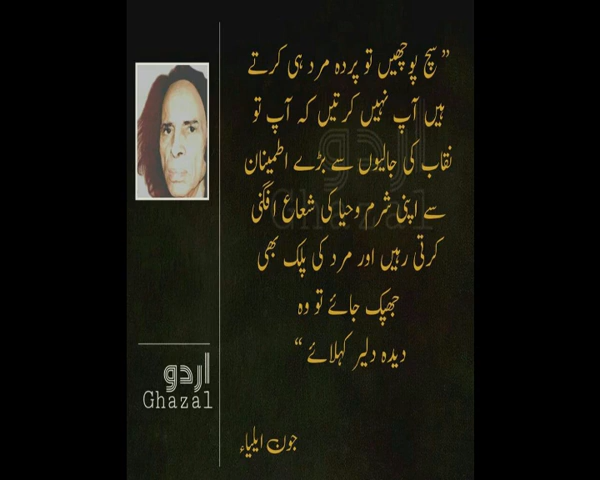 ”سچ پوچھیں تو پردہ مرد ہی کرتے
ہیں آپ نہیں کرتیں کہ آپ تو
نقاب کی جالیوں سے بڑے اطمینان
سے اپنی شرم وحیا کی شعاع افگنی
کرتی رہیں اور مرد کی پلک بھی
جھپک جائے تو وہ
دیدہ دلیر کہلائے“
جون ایلیاء
اردو
Ghazal
اردو
Ghazal